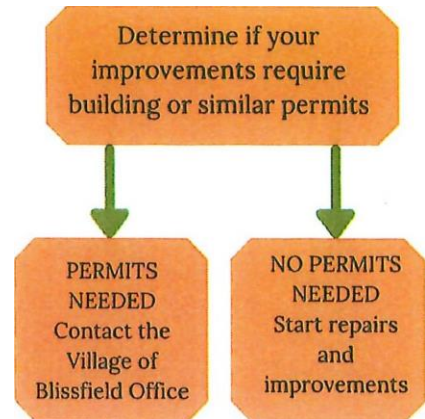 Determine if your
improvements require
building or similar permits
PERMITS
NEEDED
Contact the
Village of
Blissfield Office
NO PERMITS
NEEDED
Start repairs
and
improvements